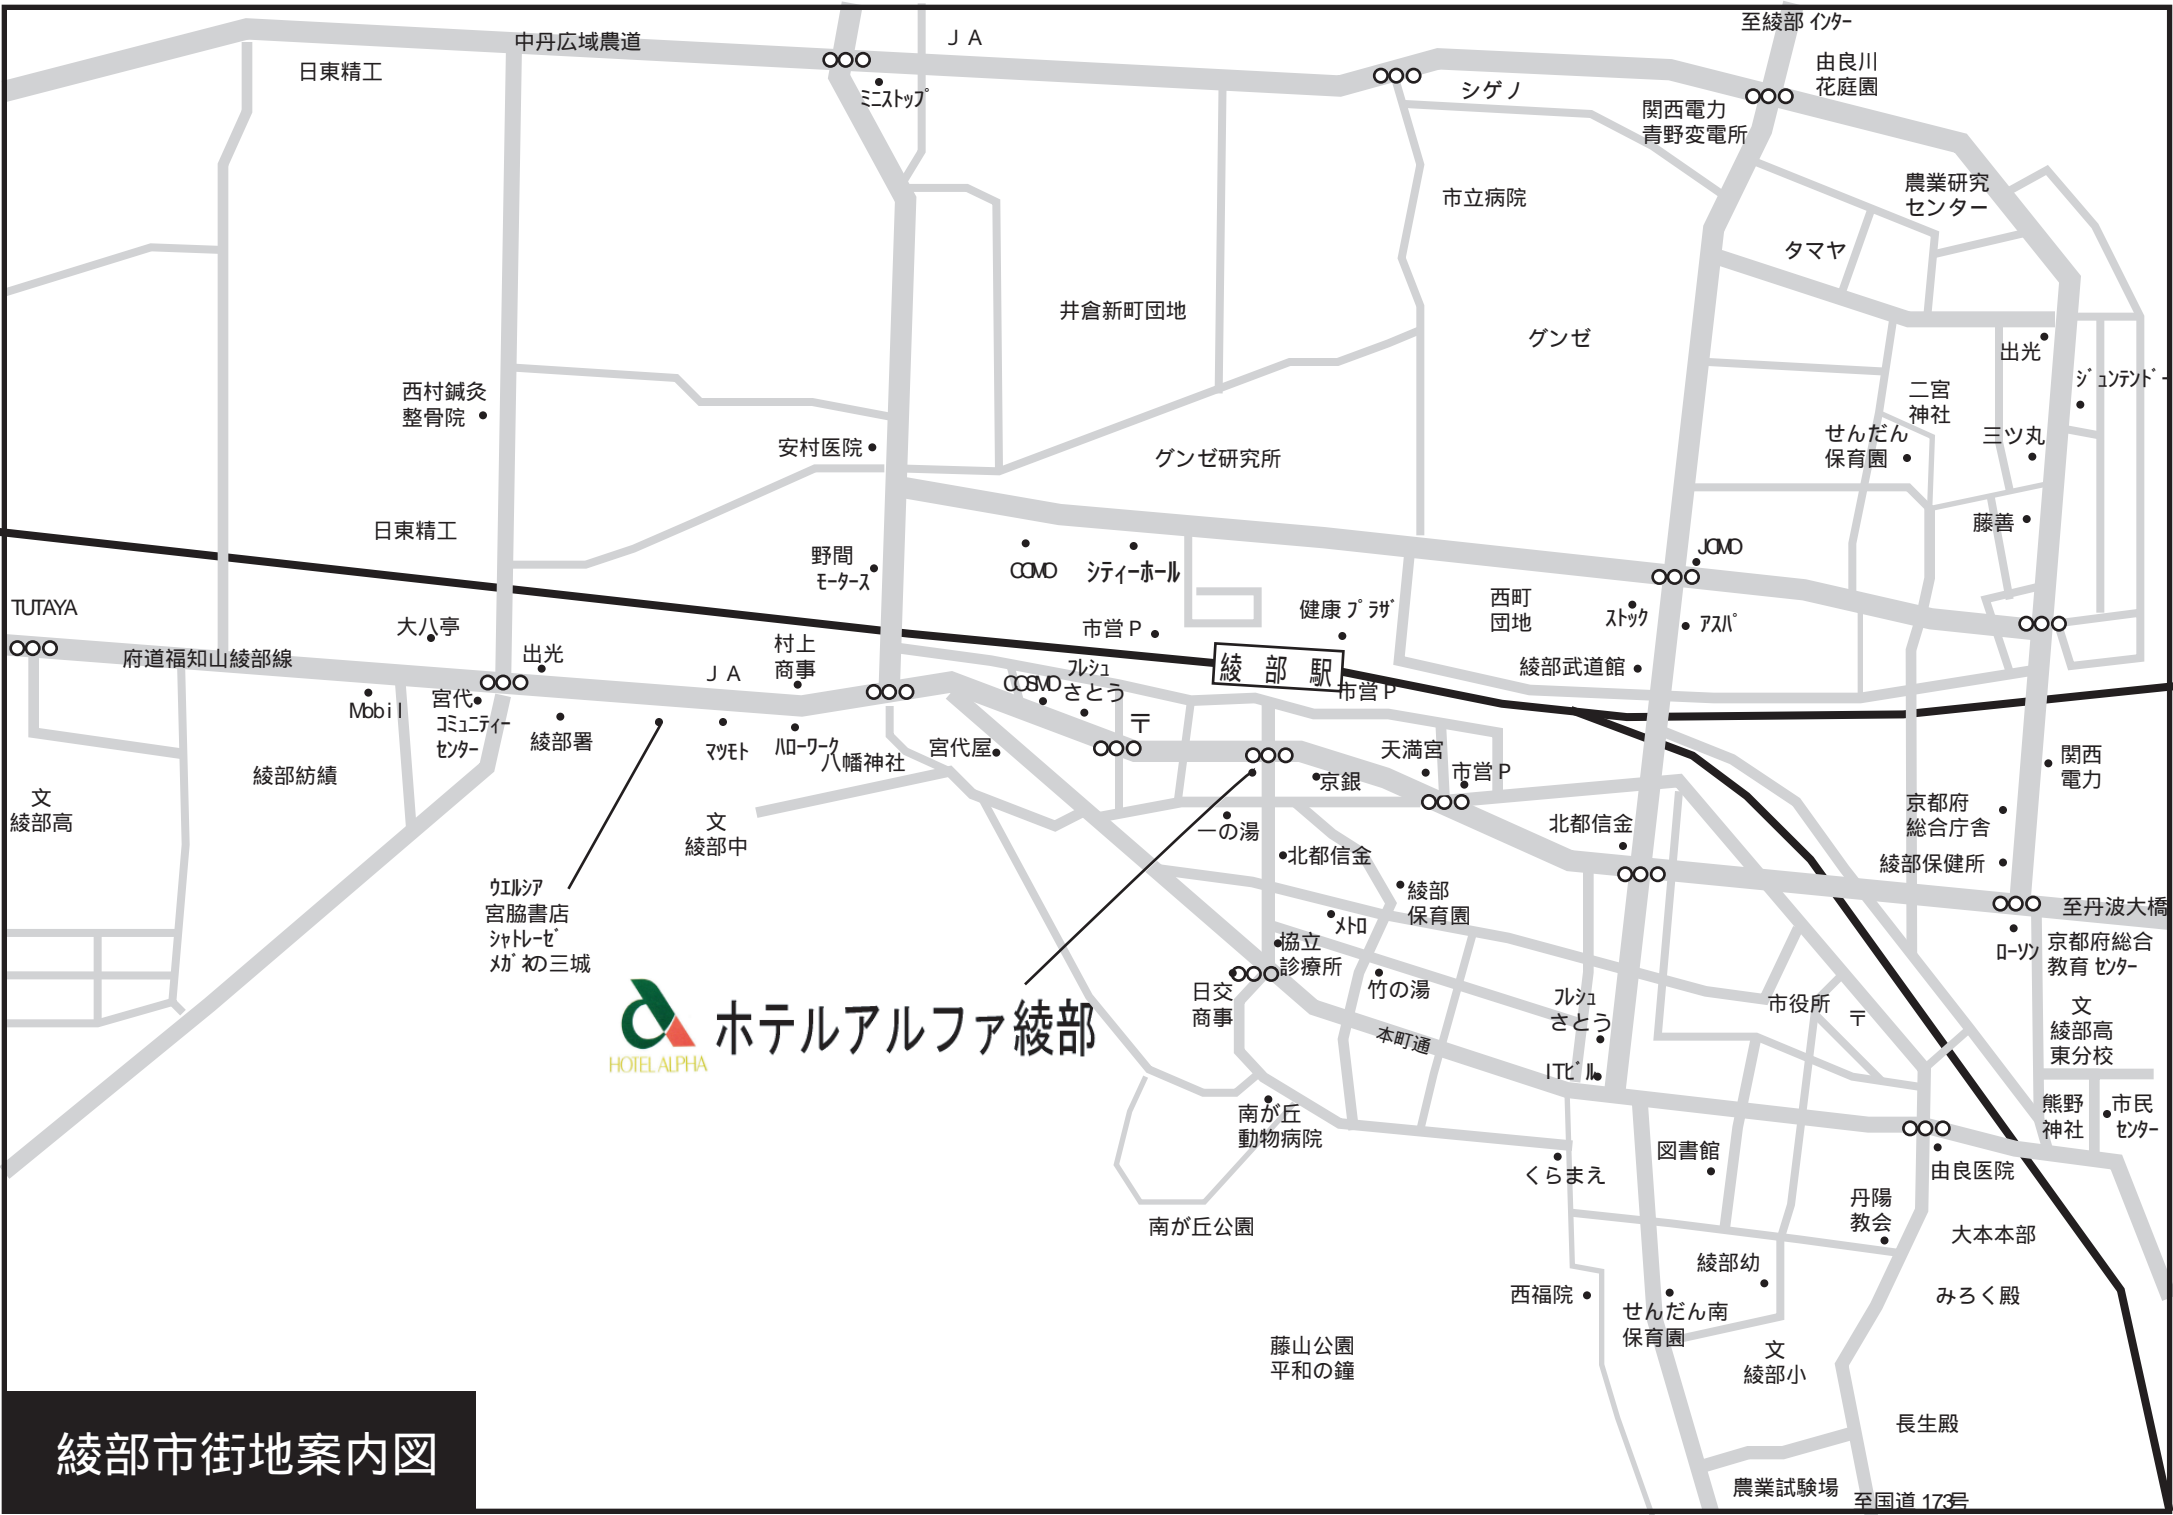 至綾部 インター
中丹広域農道
ＪＡ
日東精工
ミニストップ
シゲノ
由良川
花庭園
関西電力
青野変電所
農業研究
センター
市立病院
タマヤ
井倉新町団地
グンゼ
出光
ジュンテンドー
西村鍼灸
整骨院
二宮
神社
安村医院
グンゼ研究所
せんだん
保育園
三ツ丸
日東精工
藤善
野間
モータース
COMO
シティーホール
JOMO
TUTAYA
大八亭
市営Ｐ
健康プラザ
西町
団地
ストック
アスパ
府道福知山綾部線
出光
ＪＡ
村上
商事
フレシュ
さとう
COSMO
綾部駅
市営Ｐ
綾部武道館
Mobil
宮代
コミュニティー
センター
綾部署
マツモト
ハローワーク
八幡神社
宮代屋
〒
天満宮
京銀
市営Ｐ
関西
電力
綾部紡績
文
綾部高
文
綾部中
一の湯
北都信金
北都信金
京都府
総合庁舎
綾部保健所
ウエルシア
宮脇書店
シャトレーゼ
メガネの三城
綾部
保育園
メトロ
至丹波大橋
協立
診療所
ローソン
京都府総合
教育センター
日交
商事
竹の湯
フレシュ
さとう
市役所
〒
文
綾部高
東分校
HOTEL ALPHA
ホテルアルファ綾部
本町通
ITビル
南が丘
動物病院
熊野
神社
市民
センター
図書館
くらまえ
由良医院
南が丘公園
丹陽
教会
大本本部
綾部幼
西福院
せんだん南
保育園
みろく殿
藤山公園
平和の鐘
文
綾部小
長生殿
綾部市街地案内図
農業試験場
至国道 173号